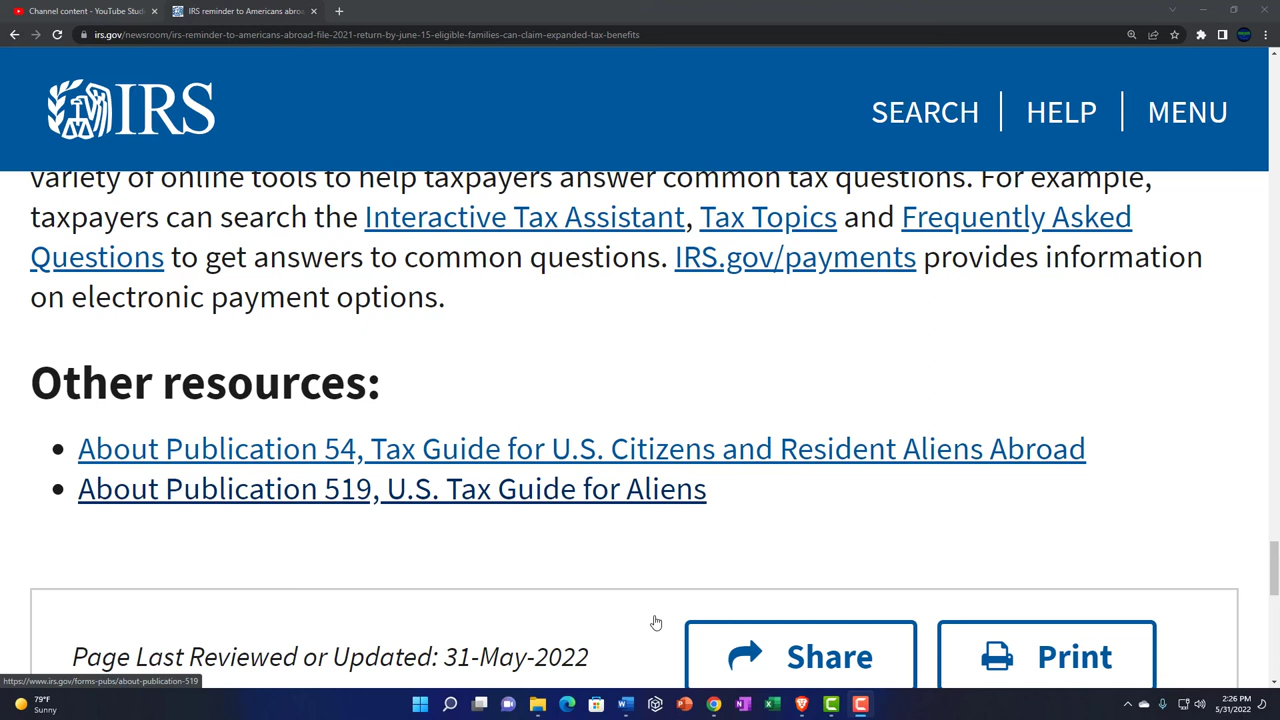 Channel content - YouTube Stud
IRS reminder to Americans abroa
irs.gov/newsroom/irs-reminder-to-americans-abroad-file-2021-return-by-june-15-eligible-families-can-claim-expanded-tax-benefits
IRS
SEARCH
HELP
MENU
variety of online tools to help taxpayers answer common tax questions. For example,
taxpayers can search the Interactive Tax Assistant, Tax Topics and Frequently Asked
Questions to get answers to common questions. IRS.gov/payments provides information
on electronic payment options.
Other resources:
• About Publication 54, Tax Guide for U.S. Citizens and Resident Aliens Abroad
• About Publication 519, U.S. Tax Guide for Aliens
Page Last Reviewed or Updated: 31-May-2022
Share
Print
https://www.irs.gov/forms-pubs/about-publication-519
79°F
Sunny
2:26 PM
5/31/2022